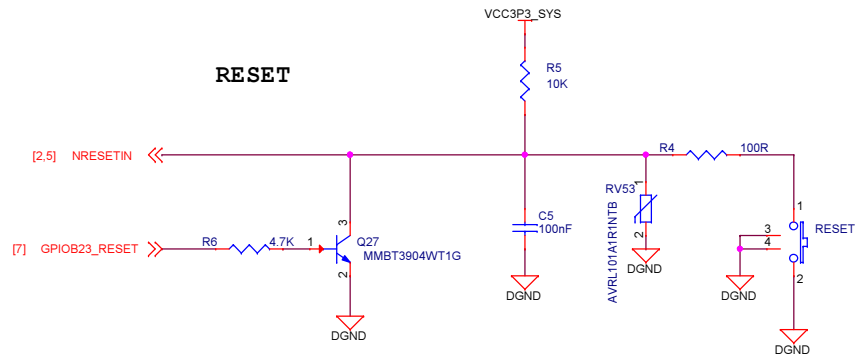 VCC3P3_SYS
RESET
R5
10K
[2,5] NRESETIN
R4 100R
1
RV53
2
AVRL101A1R1NTB
DGND
C5
100nF
DGND
3
Q27
MMBT3904WT1G
1
2
DGND
[7] GPIOB23_RESET
R6 4.7K
1
3
4
RESET
2
DGND
DGND